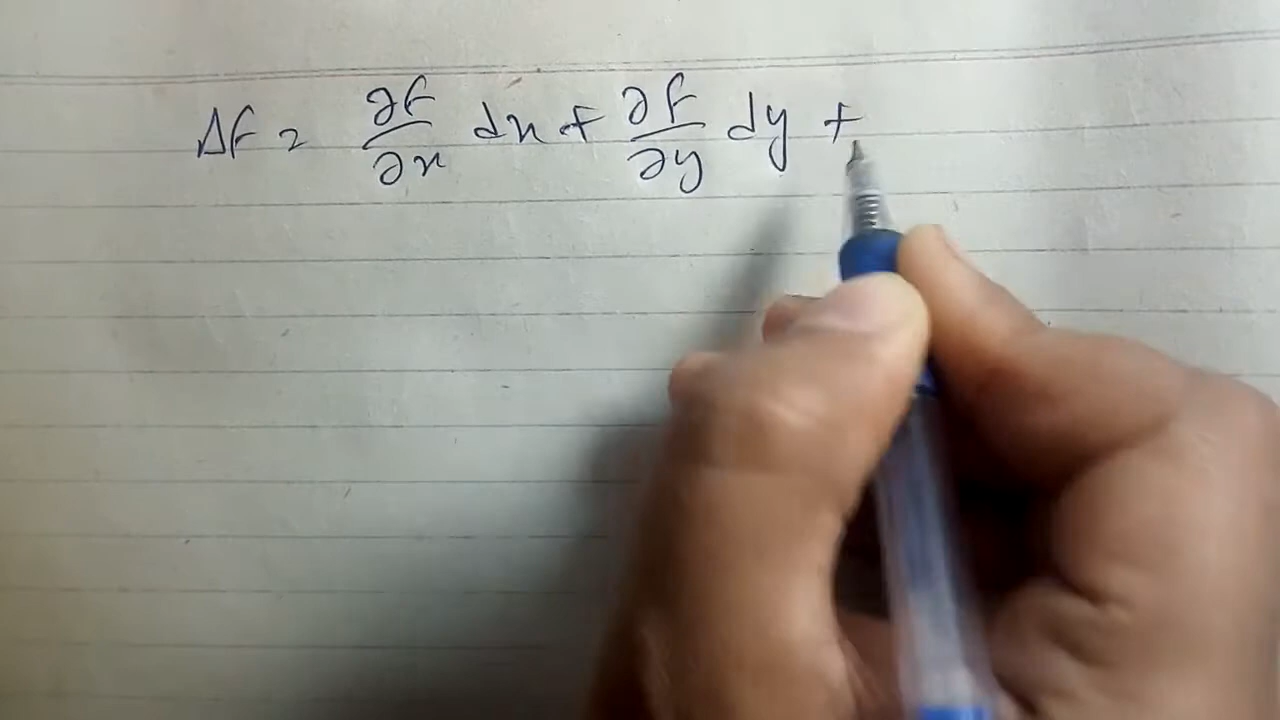 Δf = ∂f/∂x dx + ∂f/∂y dy +